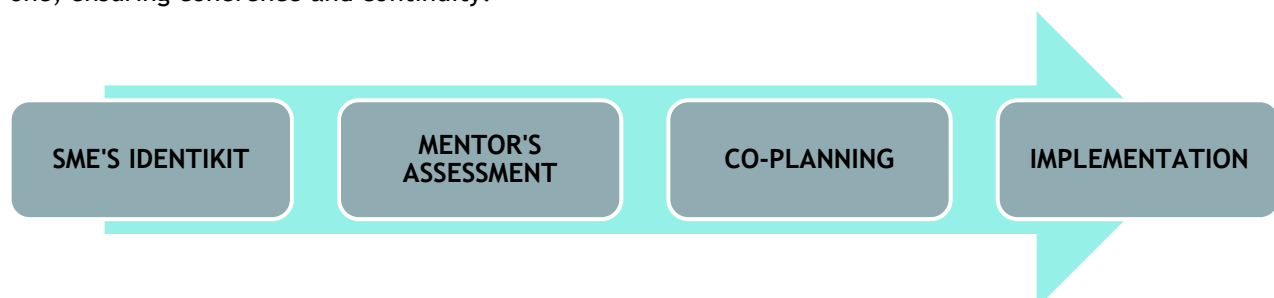 one, ensuring coherence and continuity.
SME'S IDENTIKIT
MENTOR'S
ASSESSMENT
CO-PLANNING
IMPLEMENTATION